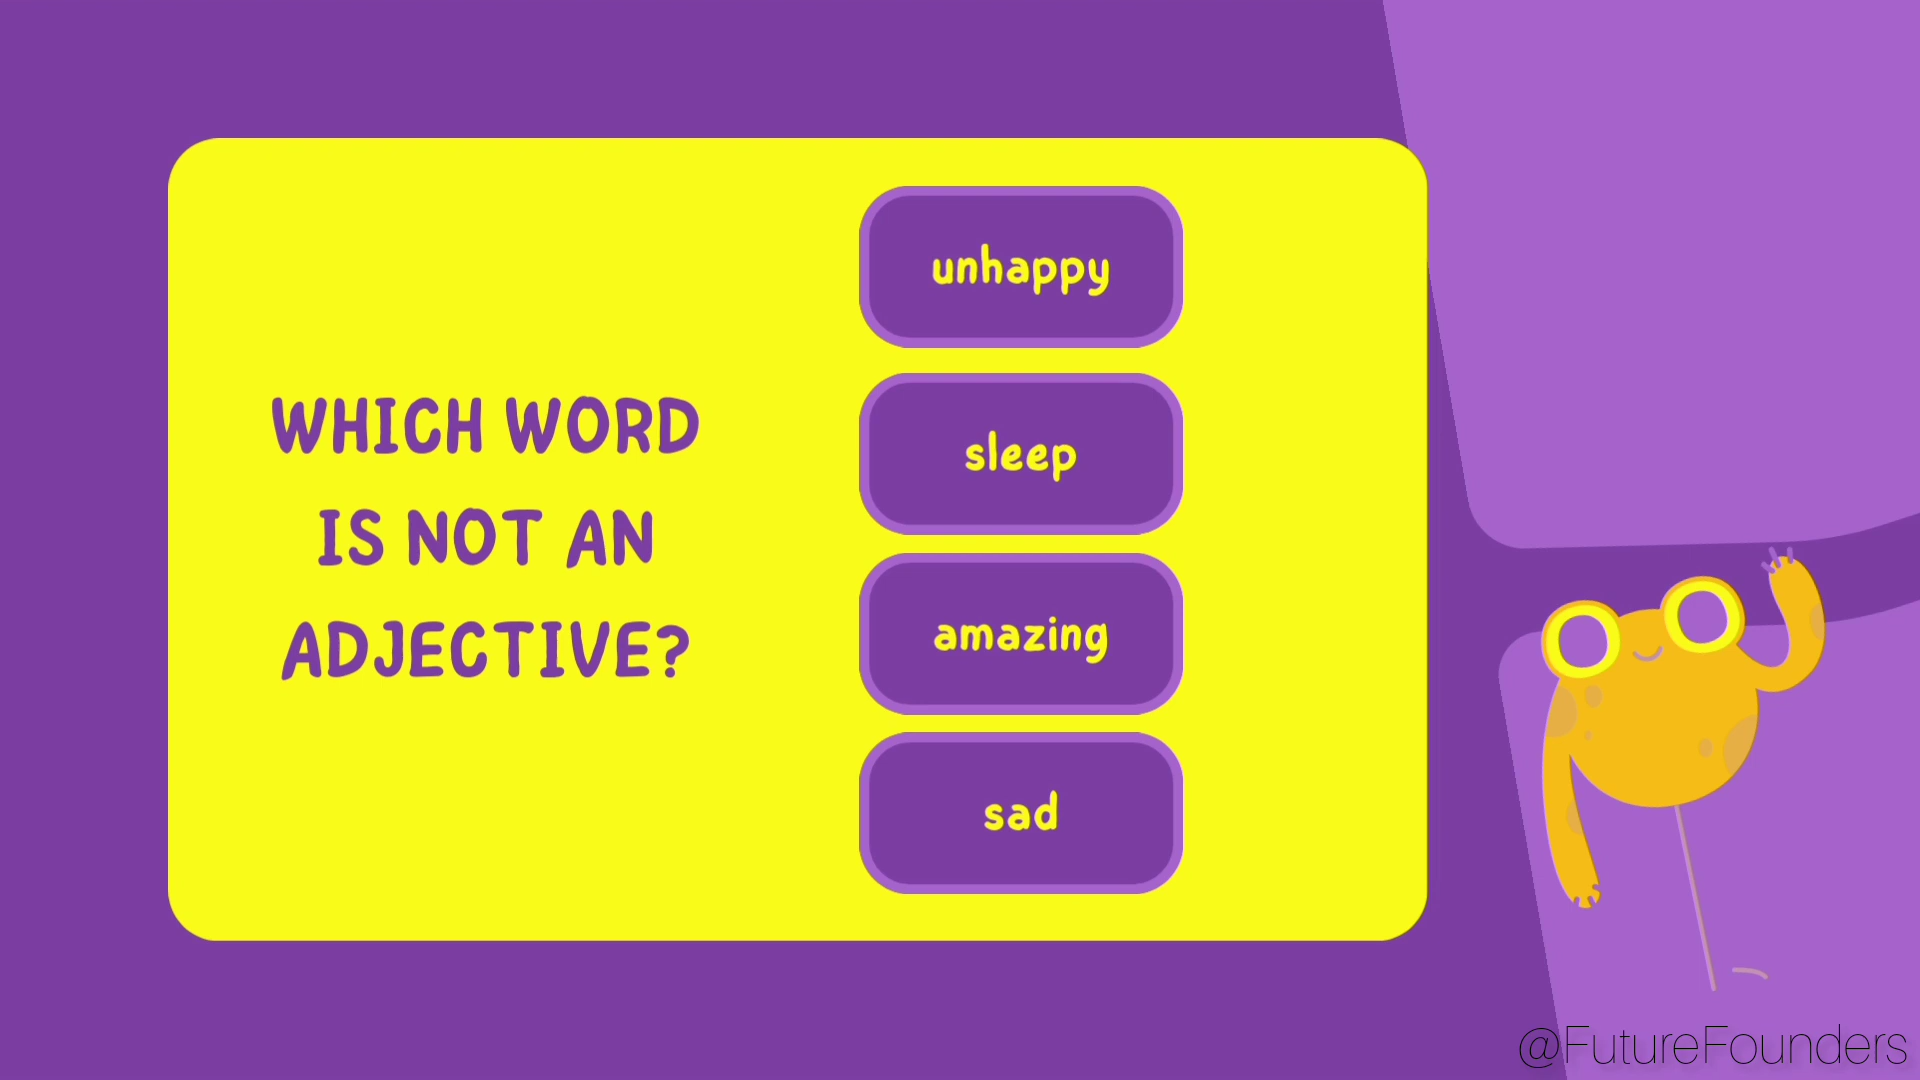 WHICH WORD
IS NOT AN
ADJECTIVE?
unhappy
sleep
amazing
sad
@FutureFounders